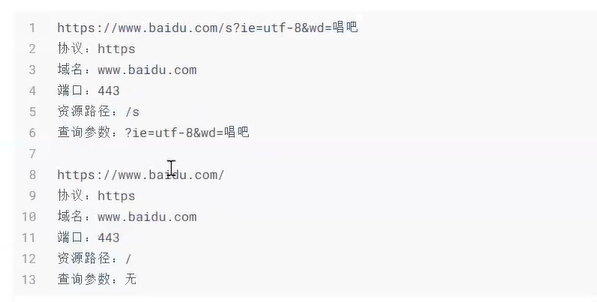 1 https://www.baidu.com/s?ie=utf-8&wd=唱吧
2 协议：https
3 域名：www.baidu.com
4 端口：443
5 资源路径：/s
6 查询参数：?ie=utf-8&wd=唱吧
7
8 https://www.baidu.com/
9 协议：https
10 域名：www.baidu.com
11 端口：443
12 资源路径：/
13 查询参数：无